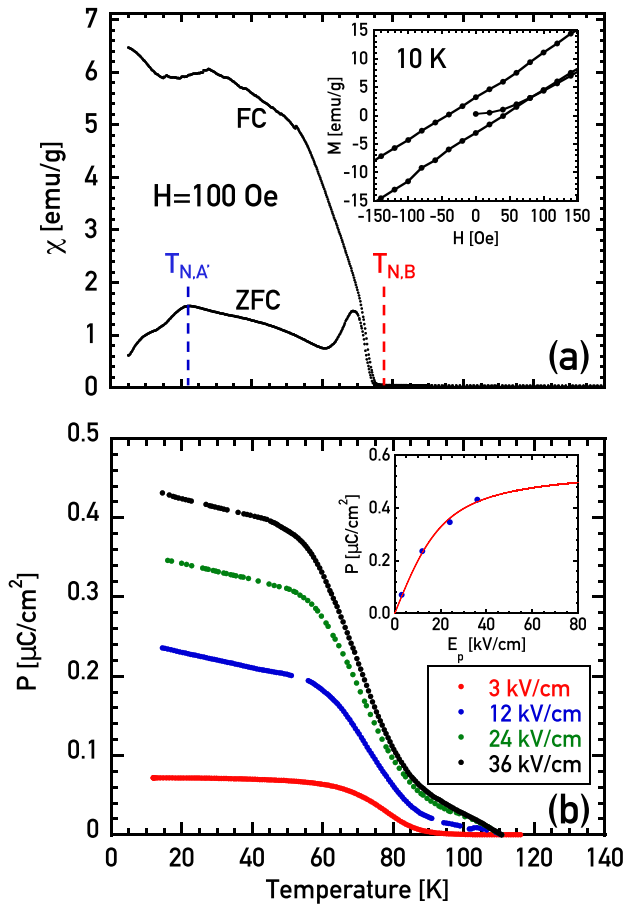 7
6
5
4
3
2
1
0
χ [emu/g]
FC
H=100 Oe
ZFC
T_{N,A'}
T_{N,B}
(a)
10 K
15
10
5
0
-5
-10
-15
M [emu/g]
-150 -100 -50 0 50 100 150
H [Oe]
0.5
0.4
0.3
0.2
0.1
0
P [μC/cm²]
0.6
0.4
0.2
0.0
P [μC/cm²]
0 20 40 60 80
E_p [kV/cm]
3 kV/cm
12 kV/cm
24 kV/cm
36 kV/cm
(b)
0 20 40 60 80 100 120 140
Temperature [K]